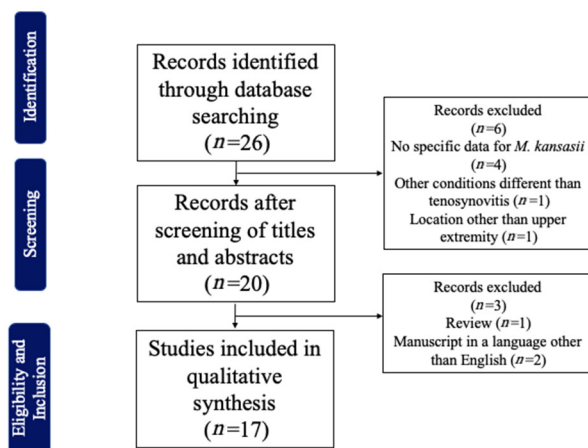 Identification
Records identified
through database
searching
(n=26)
Records excluded
(n=6)
No specific data for M. kansasii
(n=4)
Other conditions different than
tenosynovitis (n=1)
Location other than upper
extremity (n=1)
Screening
Records after
screening of titles
and abstracts
(n=20)
Records excluded
(n=3)
Review (n=1)
Manuscript in a language other
than English (n=2)
Eligibility and
Inclusion
Studies included in
qualitative
synthesis
(n=17)